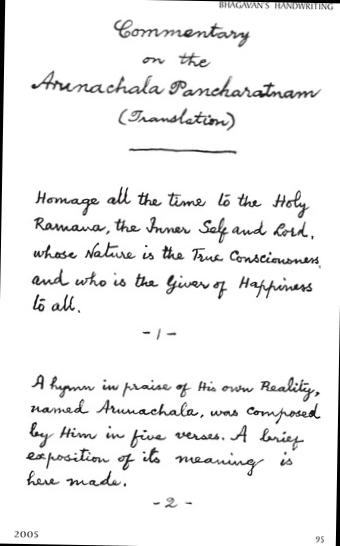 BHAGAVAN'S HANDWRITING
Commentary
on the
Arunachala Pancharatnam
(Translation)
Homage all the time to the Holy
Ramana, the Inner Self and Lord,
whose Nature is the True Consciousness,
and who is the Giver of Happiness
to all.
- 1 -
A hymn in praise of His own Reality,
named Arunachala, was composed
by Him in five verses. A brief
exposition of its meaning is
here made.
- 2 -
2005
95